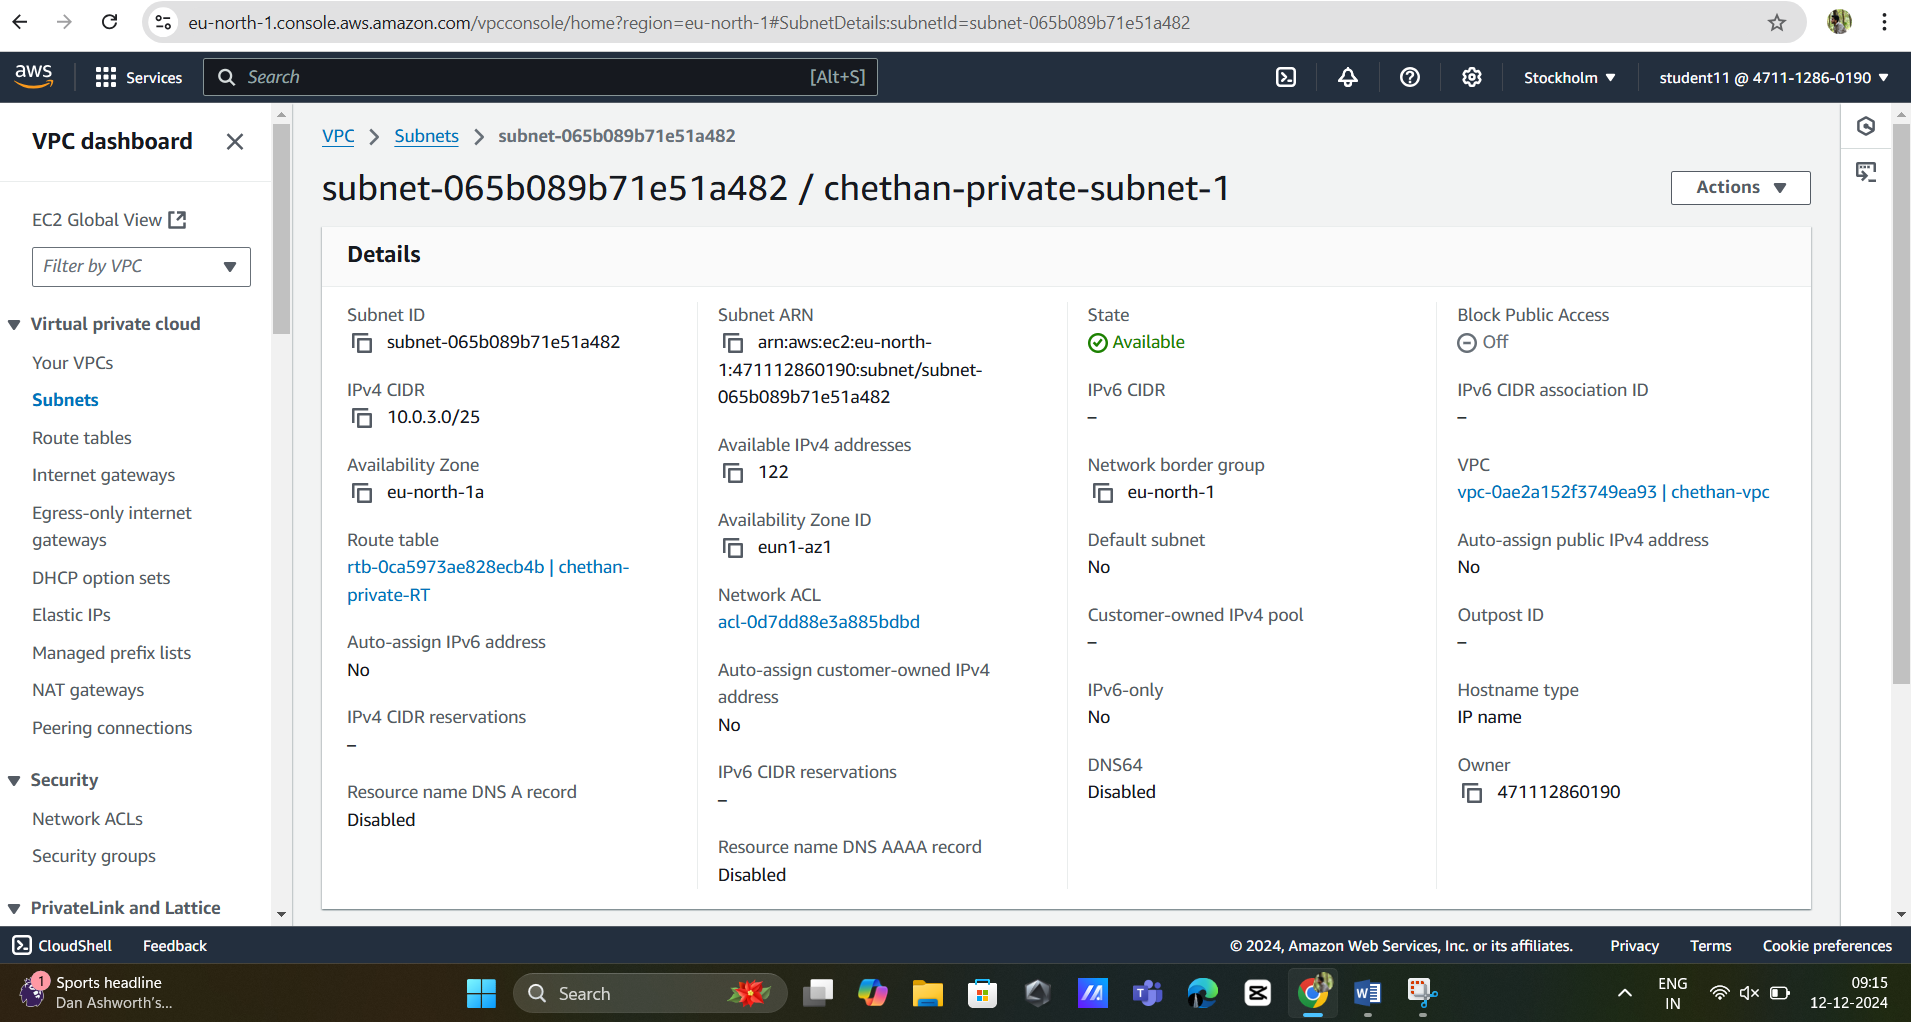 eu-north-1.console.aws.amazon.com/vpcconsole/home?region=eu-north-1#SubnetDetails:subnetId=subnet-065b089b71e51a482
aws
Services
Search
[Alt+S]
Stockholm
student11 @ 4711-1286-0190
VPC dashboard
EC2 Global View
Filter by VPC
Virtual private cloud
Your VPCs
Subnets
Route tables
Internet gateways
Egress-only internet
gateways
DHCP option sets
Elastic IPs
Managed prefix lists
NAT gateways
Peering connections
Security
Network ACLs
Security groups
PrivateLink and Lattice
VPC
Subnets
subnet-065b089b71e51a482
subnet-065b089b71e51a482 / chethan-private-subnet-1
Actions
Details
Subnet ID
subnet-065b089b71e51a482
IPv4 CIDR
10.0.3.0/25
Availability Zone
eu-north-1a
Route table
rtb-0ca5973ae828ecb4b | chethan-
private-RT
Auto-assign IPv6 address
No
IPv4 CIDR reservations
–
Resource name DNS A record
Disabled
Subnet ARN
arn:aws:ec2:eu-north-
1:471112860190:subnet/subnet-
065b089b71e51a482
Available IPv4 addresses
122
Availability Zone ID
eun1-az1
Network ACL
acl-0d7dd88e3a885bdbd
Auto-assign customer-owned IPv4
address
No
IPv6 CIDR reservations
–
Resource name DNS AAAA record
Disabled
State
Available
IPv6 CIDR
–
Network border group
eu-north-1
Default subnet
No
Customer-owned IPv4 pool
–
IPv6-only
No
DNS64
Disabled
Block Public Access
Off
IPv6 CIDR association ID
–
VPC
vpc-0ae2a152f3749ea93 | chethan-vpc
Auto-assign public IPv4 address
No
Outpost ID
–
Hostname type
IP name
Owner
471112860190
CloudShell
Feedback
© 2024, Amazon Web Services, Inc. or its affiliates.
Privacy
Terms
Cookie preferences
1
Sports headline
Dan Ashworth's...
Search
ENG
IN
09:15
12-12-2024